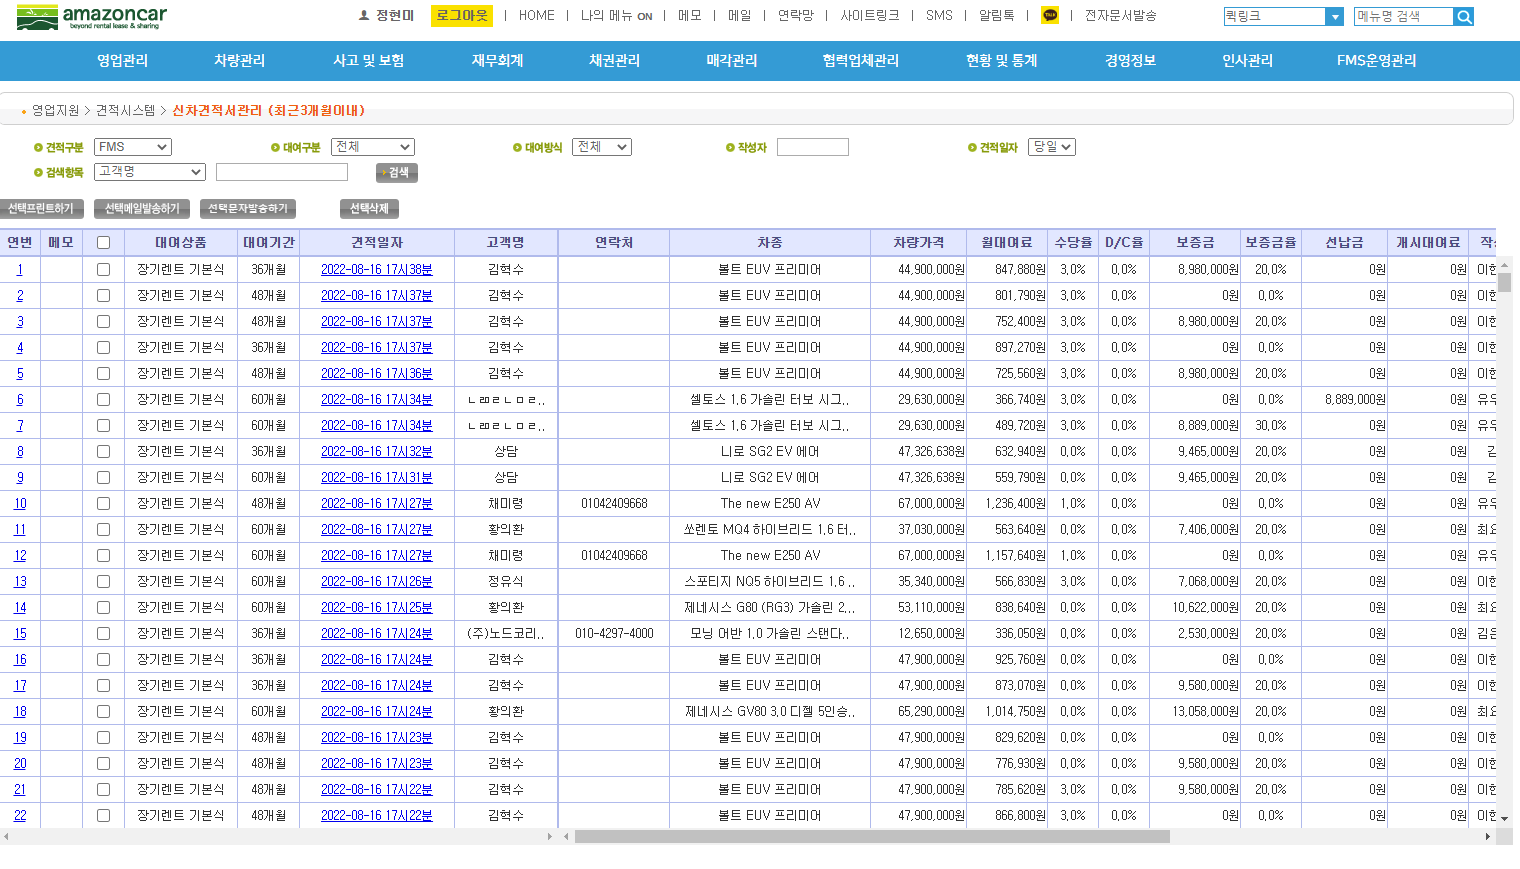 amazoncar
beyond rental lease & sharing
정현미 로그아웃 | HOME | 나의 메뉴 ON | 메모 | 메일 | 연락망 | 사이트링크 | SMS | 알림톡 | TALK | 전자문서발송
퀵링크 메뉴명 검색
영업관리 차량관리 사고 및 보험 재무회계 채권관리 매각관리 협력업체관리 현황 및 통계 경영정보 인사관리 FMS운영관리
영업지원 > 견적시스템 > 신차견적서관리 (최근3개월이내)
견적구분 FMS 대여구분 전체 대여방식 전체 작성자 견적일자 당일
검색항목 고객명 검색
선택프린트하기 선택메일발송하기 선택문자발송하기 선택삭제
연번 메모 대여상품 대여기간 견적일자 고객명 연락처 차종 차량가격 월대여료 수당율 D/C율 보증금 보증금율 선납금 개시대여료
1 장기렌트 기본식 36개월 2022-08-16 17시38분 김혁수 볼트 EUV 프리미어 44,900,000원 847,880원 3.0% 0.0% 8,980,000원 20.0% 0원 0원 이한
2 장기렌트 기본식 48개월 2022-08-16 17시37분 김혁수 볼트 EUV 프리미어 44,900,000원 801,790원 3.0% 0.0% 0원 0.0% 0원 0원 이한
3 장기렌트 기본식 48개월 2022-08-16 17시37분 김혁수 볼트 EUV 프리미어 44,900,000원 752,400원 3.0% 0.0% 8,980,000원 20.0% 0원 0원 이한
4 장기렌트 기본식 36개월 2022-08-16 17시37분 김혁수 볼트 EUV 프리미어 44,900,000원 897,270원 3.0% 0.0% 0원 0.0% 0원 0원 이한
5 장기렌트 기본식 48개월 2022-08-16 17시36분 김혁수 볼트 EUV 프리미어 44,900,000원 725,560원 3.0% 0.0% 8,980,000원 20.0% 0원 0원 이한
6 장기렌트 기본식 60개월 2022-08-16 17시34분 셀토스 1.6 가솔린 터보 시그.. 29,630,000원 366,740원 3.0% 0.0% 0원 0.0% 8,889,000원 0원 유우
7 장기렌트 기본식 60개월 2022-08-16 17시34분 셀토스 1.6 가솔린 터보 시그.. 29,630,000원 489,720원 3.0% 0.0% 8,889,000원 30.0% 0원 0원 유우
8 장기렌트 기본식 36개월 2022-08-16 17시32분 상담 니로 SG2 EV 에어 47,326,638원 632,940원 0.0% 0.0% 9,465,000원 20.0% 0원 0원 김
9 장기렌트 기본식 60개월 2022-08-16 17시31분 상담 니로 SG2 EV 에어 47,326,638원 559,790원 0.0% 0.0% 9,465,000원 20.0% 0원 0원 김
10 장기렌트 기본식 48개월 2022-08-16 17시27분 채미령 01042409668 The new E250 AV 67,000,000원 1,236,400원 1.0% 0.0% 0원 0.0% 0원 0원 유우
11 장기렌트 기본식 60개월 2022-08-16 17시27분 황의환 쏘렌토 MQ4 하이브리드 1.6 터.. 37,030,000원 563,640원 0.0% 0.0% 7,406,000원 20.0% 0원 0원 최요
12 장기렌트 기본식 60개월 2022-08-16 17시27분 채미령 01042409668 The new E250 AV 67,000,000원 1,157,640원 1.0% 0.0% 0원 0.0% 0원 0원 유우
13 장기렌트 기본식 60개월 2022-08-16 17시26분 정유식 스포티지 NQ5 하이브리드 1.6 .. 35,340,000원 566,830원 3.0% 0.0% 7,068,000원 20.0% 0원 0원 이한
14 장기렌트 기본식 60개월 2022-08-16 17시25분 황의환 제네시스 G80 (RG3) 가솔린 2... 53,110,000원 838,640원 0.0% 0.0% 10,622,000원 20.0% 0원 0원 최요
15 장기렌트 기본식 36개월 2022-08-16 17시24분 (주)노드코리.. 010-4297-4000 모닝 어반 1.0 가솔린 스탠다.. 12,650,000원 336,050원 0.0% 0.0% 2,530,000원 20.0% 0원 0원 김은
16 장기렌트 기본식 36개월 2022-08-16 17시24분 김혁수 볼트 EUV 프리미어 47,900,000원 925,760원 0.0% 0.0% 0원 0.0% 0원 0원 이한
17 장기렌트 기본식 36개월 2022-08-16 17시24분 김혁수 볼트 EUV 프리미어 47,900,000원 873,070원 0.0% 0.0% 9,580,000원 20.0% 0원 0원 이한
18 장기렌트 기본식 60개월 2022-08-16 17시24분 황의환 제네시스 GV80 3.0 디젤 5인승.. 65,290,000원 1,014,750원 0.0% 0.0% 13,058,000원 20.0% 0원 0원 최요
19 장기렌트 기본식 48개월 2022-08-16 17시23분 김혁수 볼트 EUV 프리미어 47,900,000원 829,620원 0.0% 0.0% 0원 0.0% 0원 0원 이한
20 장기렌트 기본식 48개월 2022-08-16 17시23분 김혁수 볼트 EUV 프리미어 47,900,000원 776,930원 0.0% 0.0% 9,580,000원 20.0% 0원 0원 이한
21 장기렌트 기본식 48개월 2022-08-16 17시22분 김혁수 볼트 EUV 프리미어 47,900,000원 785,620원 3.0% 0.0% 9,580,000원 20.0% 0원 0원 이한
22 장기렌트 기본식 48개월 2022-08-16 17시22분 김혁수 볼트 EUV 프리미어 47,900,000원 866,800원 3.0% 0.0% 0원 0.0% 0원 0원 이한